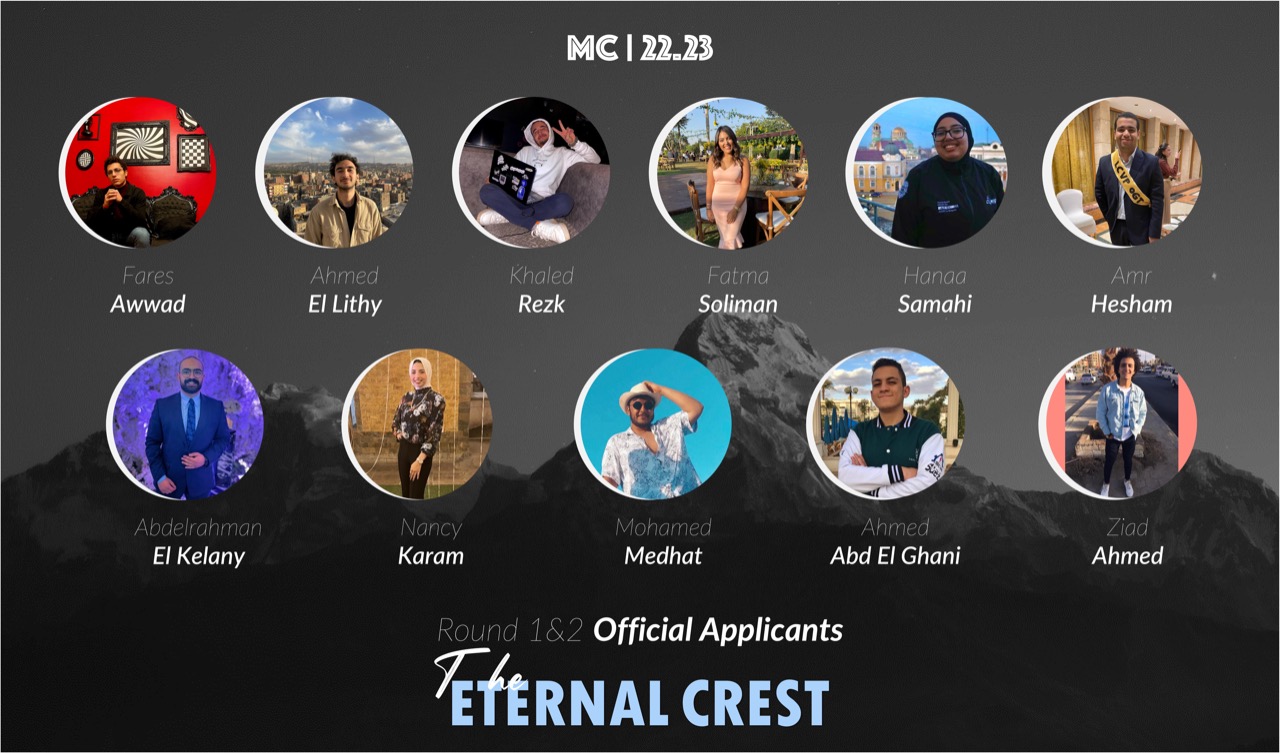 MC | 22.23
Fares
Awwad
Ahmed
El Lithy
Khaled
Rezk
Fatma
Soliman
Hanaa
Samahi
Amr
Hesham
Abdelrahman
El Kelany
Nancy
Karam
Mohamed
Medhat
Ahmed
Abd El Ghani
Ziad
Ahmed
Round 1&2 Official Applicants
The
ETERNAL CREST